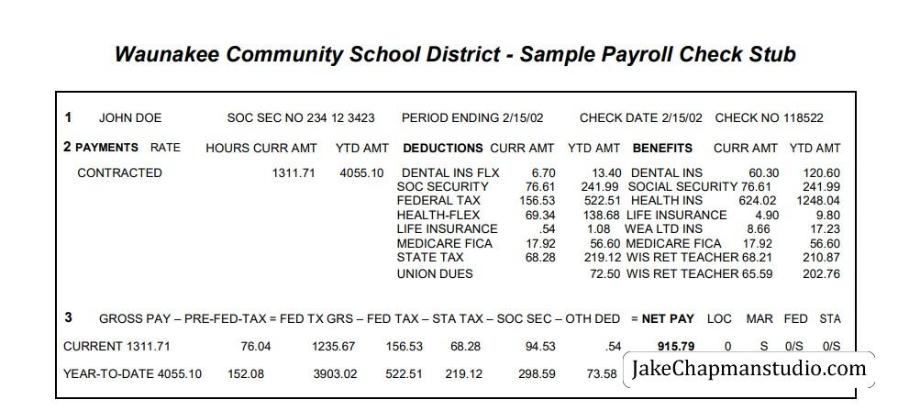 Waunakee Community School District - Sample Payroll Check Stub
1 JOHN DOE SOC SEC NO 234 12 3423 PERIOD ENDING 2/15/02 CHECK DATE 2/15/02 CHECK NO 118522
2 PAYMENTS RATE HOURS CURR AMT YTD AMT DEDUCTIONS CURR AMT YTD AMT BENEFITS CURR AMT YTD AMT
CONTRACTED 1311.71 4055.10 DENTAL INS FLX 6.70 13.40 DENTAL INS 60.30 120.60
SOC SECURITY 76.61 241.99 SOCIAL SECURITY 76.61 241.99
FEDERAL TAX 156.53 522.51 HEALTH INS 624.02 1248.04
HEALTH-FLEX 69.34 138.68 LIFE INSURANCE 4.90 9.80
LIFE INSURANCE .54 1.08 WEA LTD INS 8.66 17.23
MEDICARE FICA 17.92 56.60 MEDICARE FICA 17.92 56.60
STATE TAX 68.28 219.12 WIS RET TEACHER 68.21 210.87
UNION DUES 72.50 WIS RET TEACHER 65.59 202.76
3 GROSS PAY – PRE-FED-TAX = FED TX GRS – FED TAX – STA TAX – SOC SEC – OTH DED = NET PAY LOC MAR FED STA
CURRENT 1311.71 76.04 1235.67 156.53 68.28 94.53 .54 915.79 0 S 0/S 0/S
YEAR-TO-DATE 4055.10 152.08 3903.02 522.51 219.12 298.59 73.58
JakeChapmanstudio.com